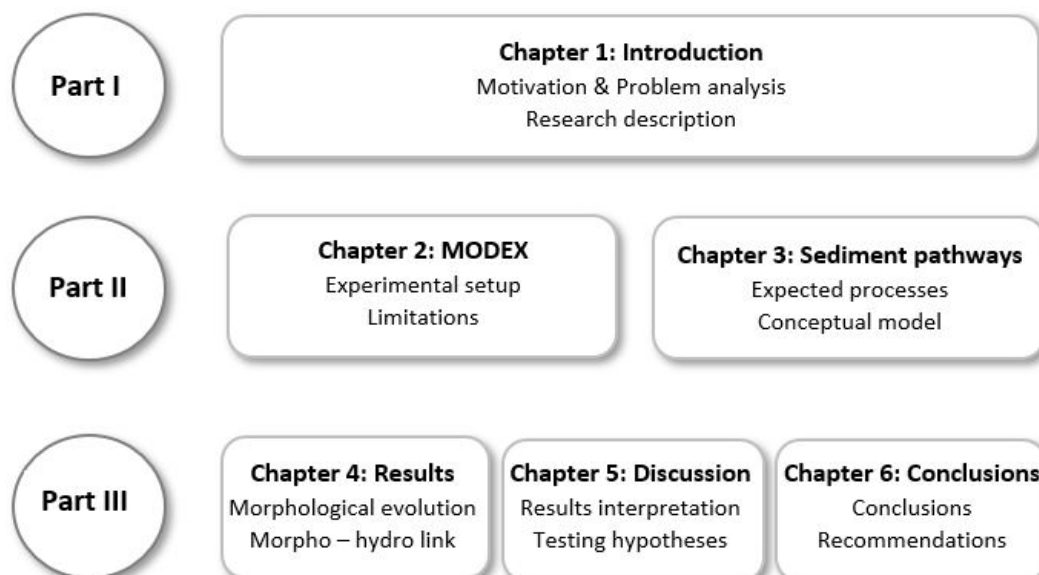 Part I
Chapter 1: Introduction
Motivation & Problem analysis
Research description
Part II
Chapter 2: MODEX
Experimental setup
Limitations
Chapter 3: Sediment pathways
Expected processes
Conceptual model
Part III
Chapter 4: Results
Morphological evolution
Morpho – hydro link
Chapter 5: Discussion
Results interpretation
Testing hypotheses
Chapter 6: Conclusions
Conclusions
Recommendations